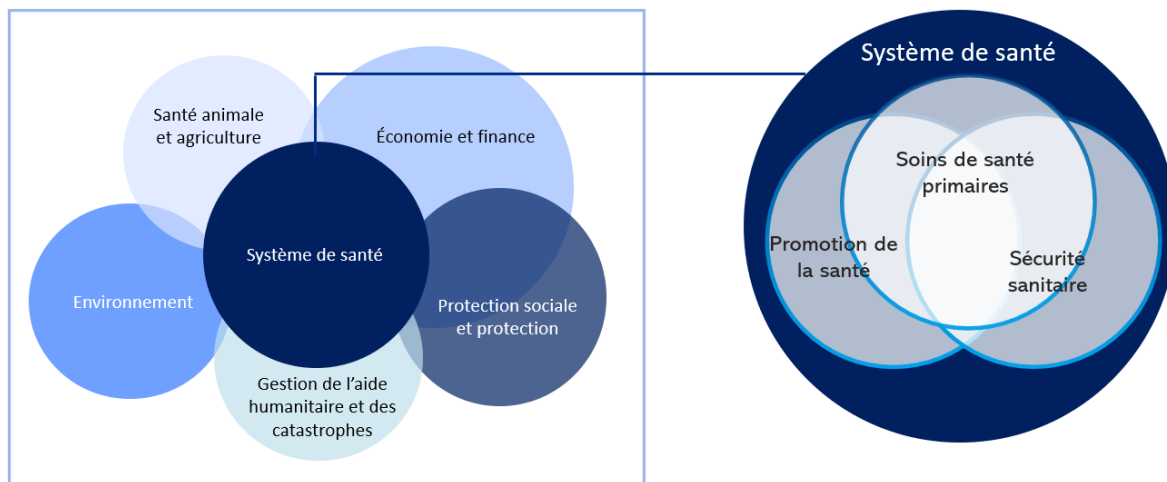 Santé animale
et agriculture
Économie et finance
Système de santé
Environnement
Protection sociale
et protection
Gestion de l’aide
humanitaire et des
catastrophes
Système de santé
Soins de santé
primaires
Promotion de
la santé
Sécurité
sanitaire